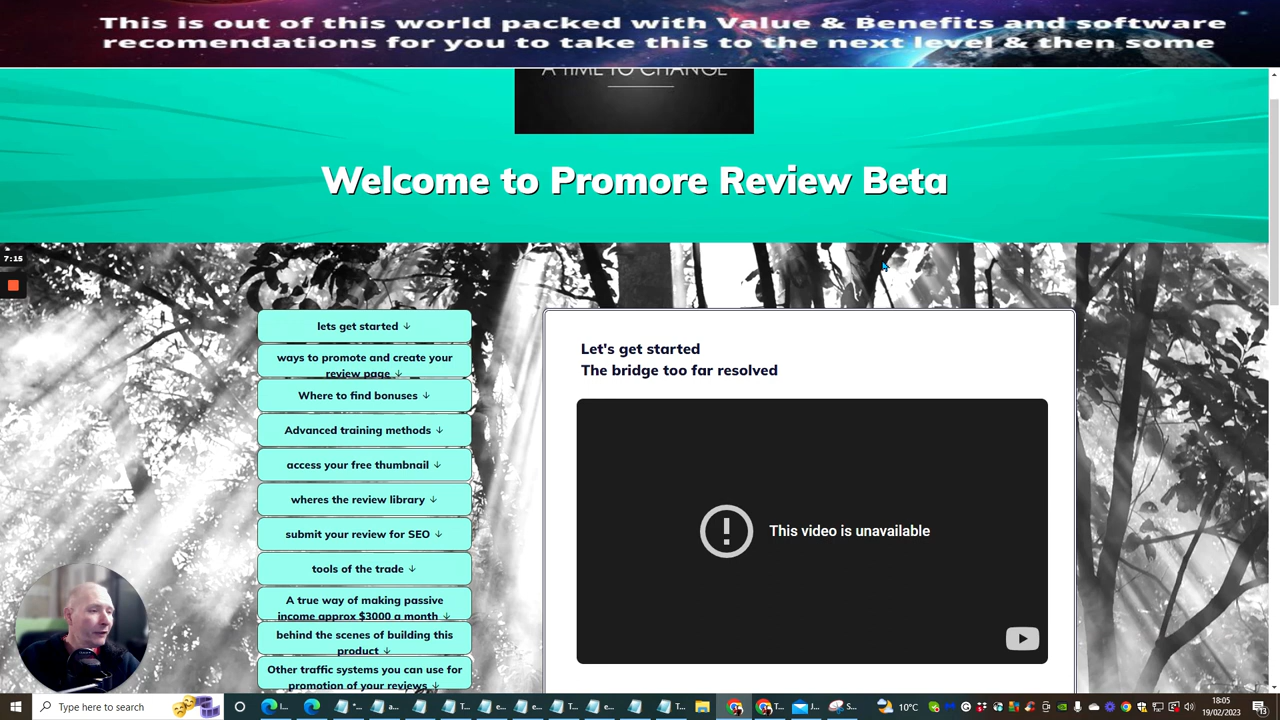 This is out of this world packed with Value & Benefits and software
recomendations for you to take this to the next level & then some
A TIME TO CHANGE
Welcome to Promore Review Beta
7:15
lets get started ↓
ways to promote and create your
review page ↓
Where to find bonuses ↓
Advanced training methods ↓
access your free thumbnail ↓
wheres the review library ↓
submit your review for SEO ↓
tools of the trade ↓
A true way of making passive
income approx $3000 a month ↓
behind the scenes of building this
product ↓
Other traffic systems you can use for
promotion of your reviews ↓
Let's get started
The bridge too far resolved
This video is unavailable
Type here to search
10°C
18:05
19/02/2023